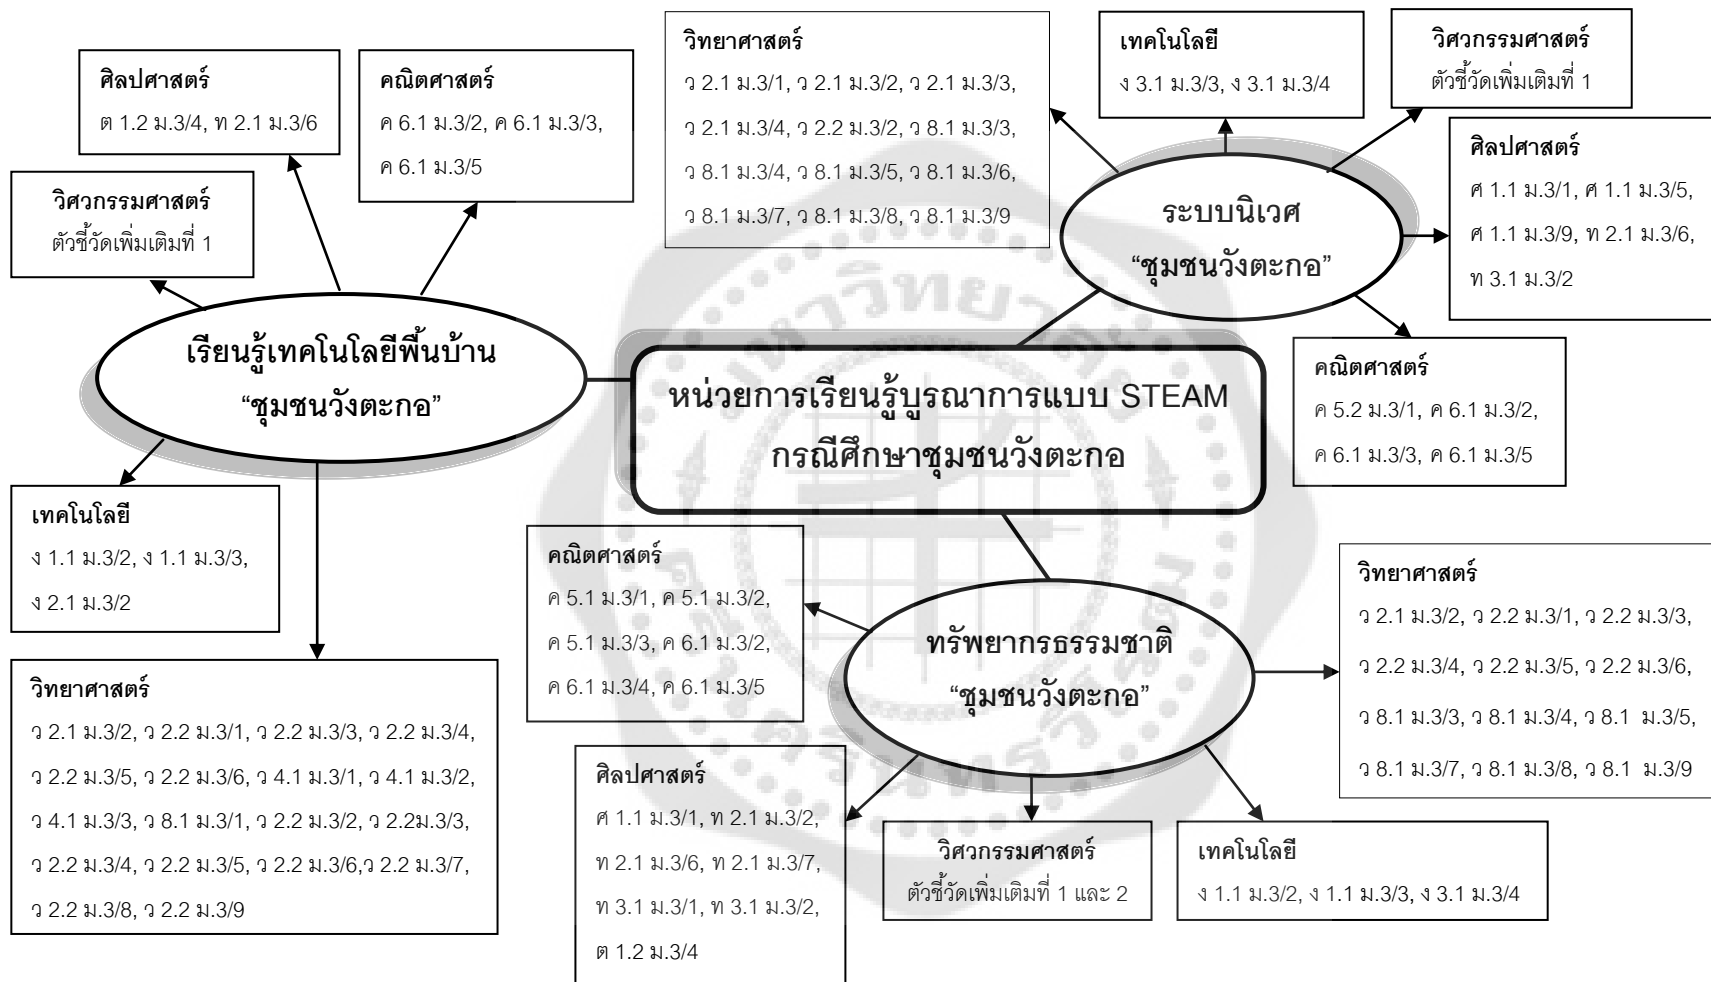 วิทยาศาสตร์
ว 2.1 ม.3/1, ว 2.1 ม.3/2, ว 2.1 ม.3/3,
ว 2.1 ม.3/4, ว 2.2 ม.3/2, ว 8.1 ม.3/3,
ว 8.1 ม.3/4, ว 8.1 ม.3/5, ว 8.1 ม.3/6,
ว 8.1 ม.3/7, ว 8.1 ม.3/8, ว 8.1 ม.3/9
เทคโนโลยี
ง 3.1 ม.3/3, ง 3.1 ม.3/4
วิศวกรรมศาสตร์
ตัวชี้วัดเพิ่มเติมที่ 1
ศิลปศาสตร์
ต 1.2 ม.3/4, ท 2.1 ม.3/6
คณิตศาสตร์
ค 6.1 ม.3/2, ค 6.1 ม.3/3,
ค 6.1 ม.3/5
วิศวกรรมศาสตร์
ตัวชี้วัดเพิ่มเติมที่ 1
ศิลปศาสตร์
ศ 1.1 ม.3/1, ศ 1.1 ม.3/5,
ศ 1.1 ม.3/9, ท 2.1 ม.3/6,
ท 3.1 ม.3/2
ระบบนิเวศ
“ชุมชนวังตะกอ”
เรียนรู้เทคโนโลยีพื้นบ้าน
“ชุมชนวังตะกอ”
หน่วยการเรียนรู้บูรณาการแบบ STEAM
กรณีศึกษาชุมชนวังตะกอ
คณิตศาสตร์
ค 5.2 ม.3/1, ค 6.1 ม.3/2,
ค 6.1 ม.3/3, ค 6.1 ม.3/5
เทคโนโลยี
ง 1.1 ม.3/2, ง 1.1 ม.3/3,
ง 2.1 ม.3/2
คณิตศาสตร์
ค 5.1 ม.3/1, ค 5.1 ม.3/2,
ค 5.1 ม.3/3, ค 6.1 ม.3/2,
ค 6.1 ม.3/4, ค 6.1 ม.3/5
ทรัพยากรธรรมชาติ
“ชุมชนวังตะกอ”
วิทยาศาสตร์
ว 2.1 ม.3/2, ว 2.2 ม.3/1, ว 2.2 ม.3/3,
ว 2.2 ม.3/4, ว 2.2 ม.3/5, ว 2.2 ม.3/6,
ว 8.1 ม.3/3, ว 8.1 ม.3/4, ว 8.1 ม.3/5,
ว 8.1 ม.3/7, ว 8.1 ม.3/8, ว 8.1 ม.3/9
วิทยาศาสตร์
ว 2.1 ม.3/2, ว 2.2 ม.3/1, ว 2.2 ม.3/3, ว 2.2 ม.3/4,
ว 2.2 ม.3/5, ว 2.2 ม.3/6, ว 4.1 ม.3/1, ว 4.1 ม.3/2,
ว 4.1 ม.3/3, ว 8.1 ม.3/1, ว 2.2 ม.3/2, ว 2.2ม.3/3,
ว 2.2 ม.3/4, ว 2.2 ม.3/5, ว 2.2 ม.3/6,ว 2.2 ม.3/7,
ว 2.2 ม.3/8, ว 2.2 ม.3/9
ศิลปศาสตร์
ศ 1.1 ม.3/1, ท 2.1 ม.3/2,
ท 2.1 ม.3/6, ท 2.1 ม.3/7,
ท 3.1 ม.3/1, ท 3.1 ม.3/2,
ต 1.2 ม.3/4
วิศวกรรมศาสตร์
ตัวชี้วัดเพิ่มเติมที่ 1 และ 2
เทคโนโลยี
ง 1.1 ม.3/2, ง 1.1 ม.3/3, ง 3.1 ม.3/4
มหาวิทยาลัย
ศรีนครินทรวิโรฒ